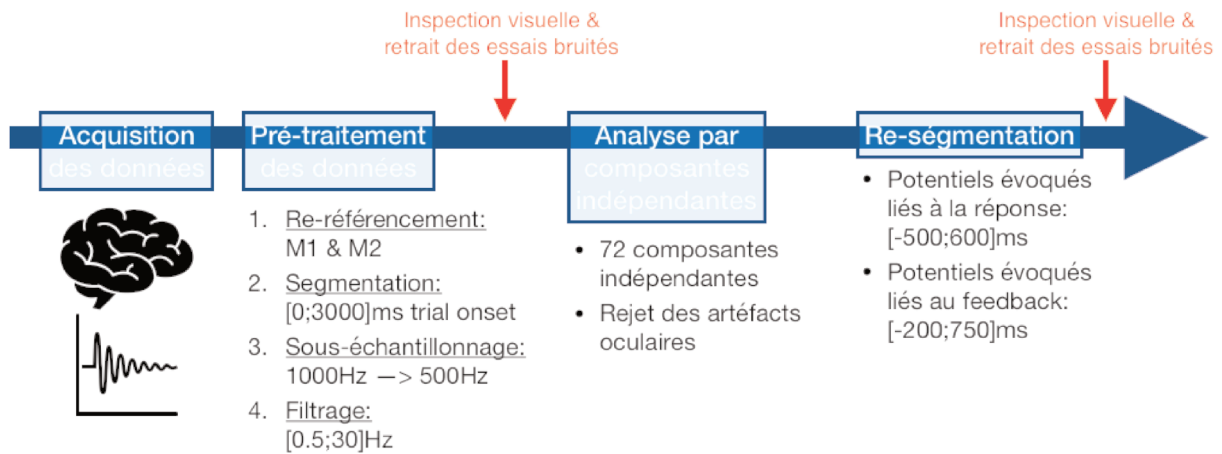 Inspection visuelle &
retrait des essais bruités
Inspection visuelle &
retrait des essais bruités
Acquisition
des données
Pré-traitement
des données
Analyse par
composantes
indépendantes
Re-ségmentation
1. Re-référencement:
M1 & M2
2. Segmentation:
[0;3000]ms trial onset
3. Sous-échantillonnage:
1000Hz —> 500Hz
4. Filtrage:
[0.5;30]Hz
• 72 composantes
indépendantes
• Rejet des artéfacts
oculaires
• Potentiels évoqués
liés à la réponse:
[-500;600]ms
• Potentiels évoqués
liés au feedback:
[-200;750]ms